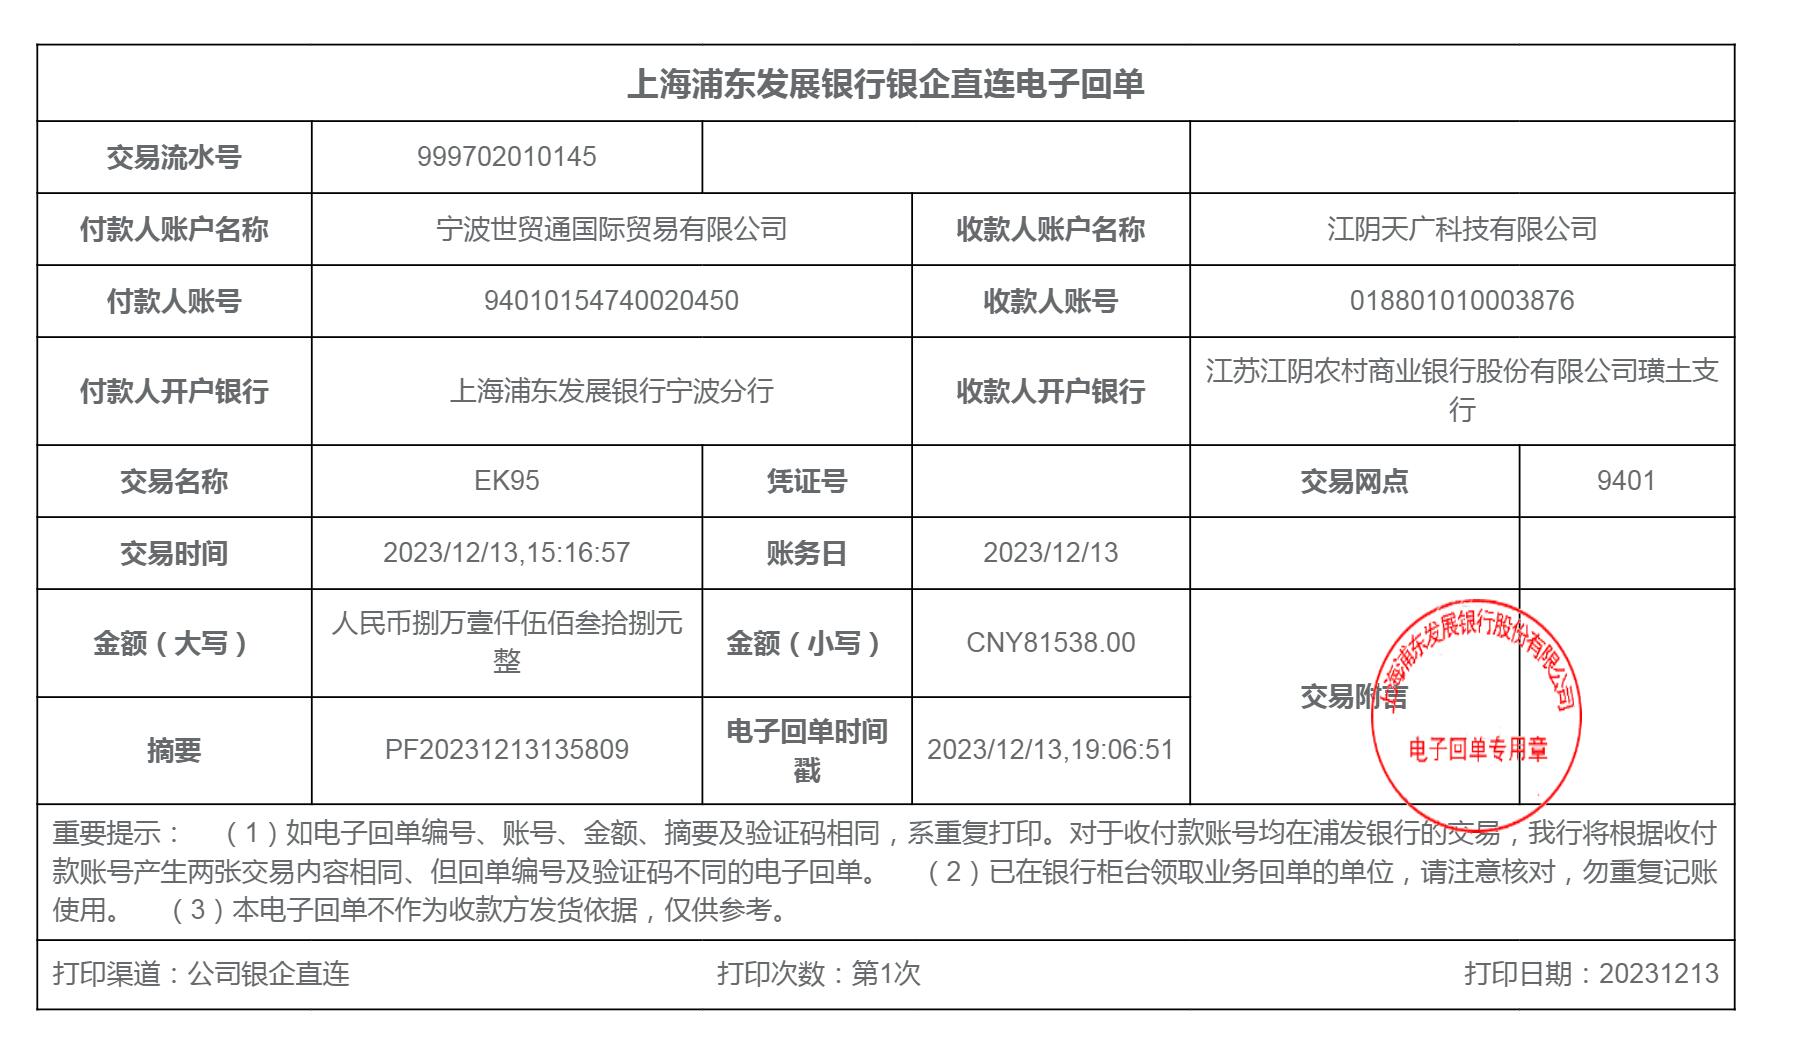 上海浦东发展银行银企直连电子回单
交易流水号 999702010145
付款人账户名称 宁波世贸通国际贸易有限公司 收款人账户名称 江阴天广科技有限公司
付款人账号 94010154740020450 收款人账号 018801010003876
付款人开户银行 上海浦东发展银行宁波分行 收款人开户银行 江苏江阴农村商业银行股份有限公司璜土支
行
交易名称 EK95 凭证号 交易网点 9401
交易时间 2023/12/13,15:16:57 账务日 2023/12/13
金额（大写） 人民币捌万壹仟伍佰叁拾捌元
整
金额（小写） CNY81538.00
交易附言
上海浦东发展银行股份有限公司
电子回单专用章
摘要 PF20231213135809 电子回单时间
戳
2023/12/13,19:06:51
重要提示： （1）如电子回单编号、账号、金额、摘要及验证码相同，系重复打印。对于收付款账号均在浦发银行的交易，我行将根据收付
款账号产生两张交易内容相同、但回单编号及验证码不同的电子回单。 （2）已在银行柜台领取业务回单的单位，请注意核对，勿重复记账
使用。 （3）本电子回单不作为收款方发货依据，仅供参考。
打印渠道：公司银企直连 打印次数：第1次 打印日期：20231213